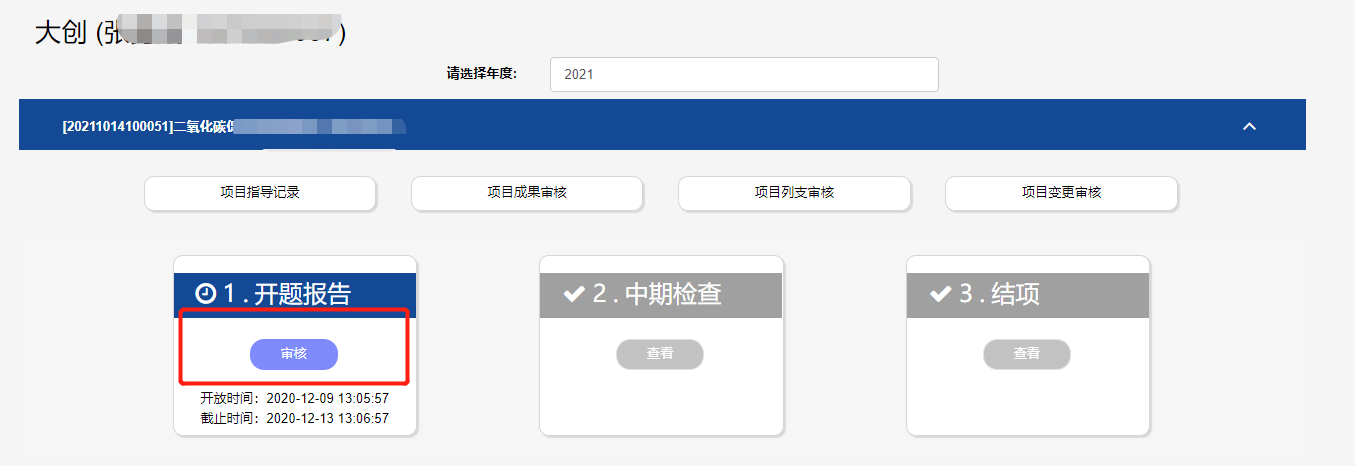 大创 (张
请选择年度:
2021
[20211014100051]二氧化碳
项目指导记录
项目成果审核
项目列支审核
项目变更审核
1 . 开题报告
2 . 中期检查
3 . 结项
审核
查看
查看
开放时间：2020-12-09 13:05:57
截止时间：2020-12-13 13:06:57